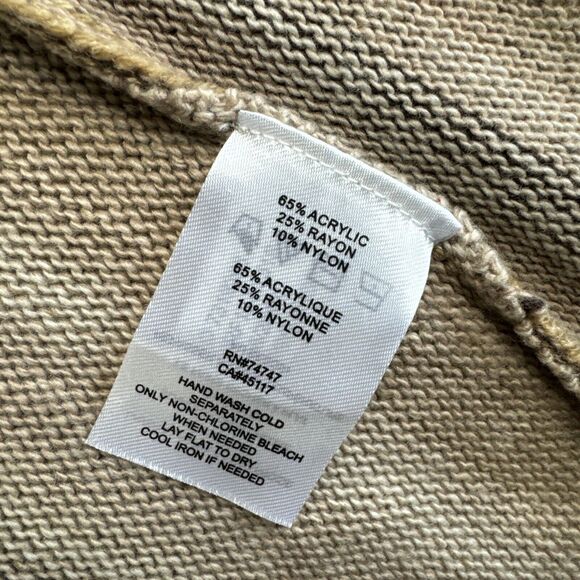 65% ACRYLIC
25% RAYON
10% NYLON
65% ACRYLIQUE
25% RAYONNE
10% NYLON
RN#74747
CA#45117
HAND WASH COLD
SEPARATELY
ONLY NON-CHLORINE BLEACH
WHEN NEEDED
LAY FLAT TO DRY
COOL IRON IF NEEDED